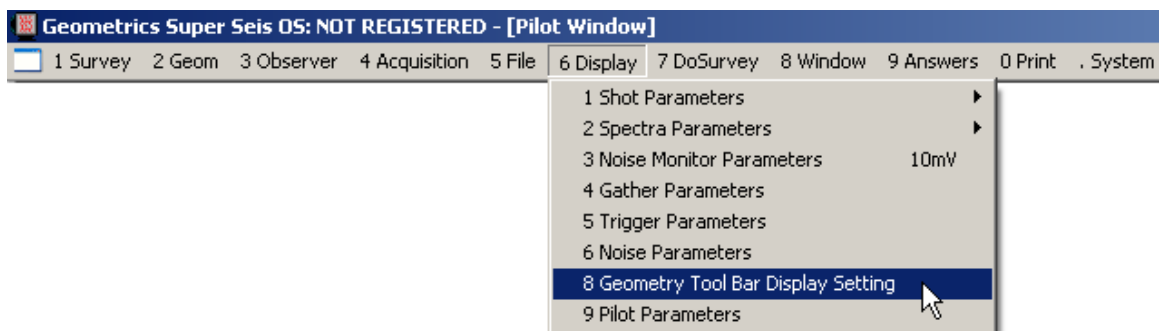 Geometrics Super Seis OS: NOT REGISTERED - [Pilot Window]
1 Survey 2 Geom 3 Observer 4 Acquisition 5 File 6 Display 7 DoSurvey 8 Window 9 Answers 0 Print . System
1 Shot Parameters
2 Spectra Parameters
3 Noise Monitor Parameters 10mV
4 Gather Parameters
5 Trigger Parameters
6 Noise Parameters
8 Geometry Tool Bar Display Setting
9 Pilot Parameters